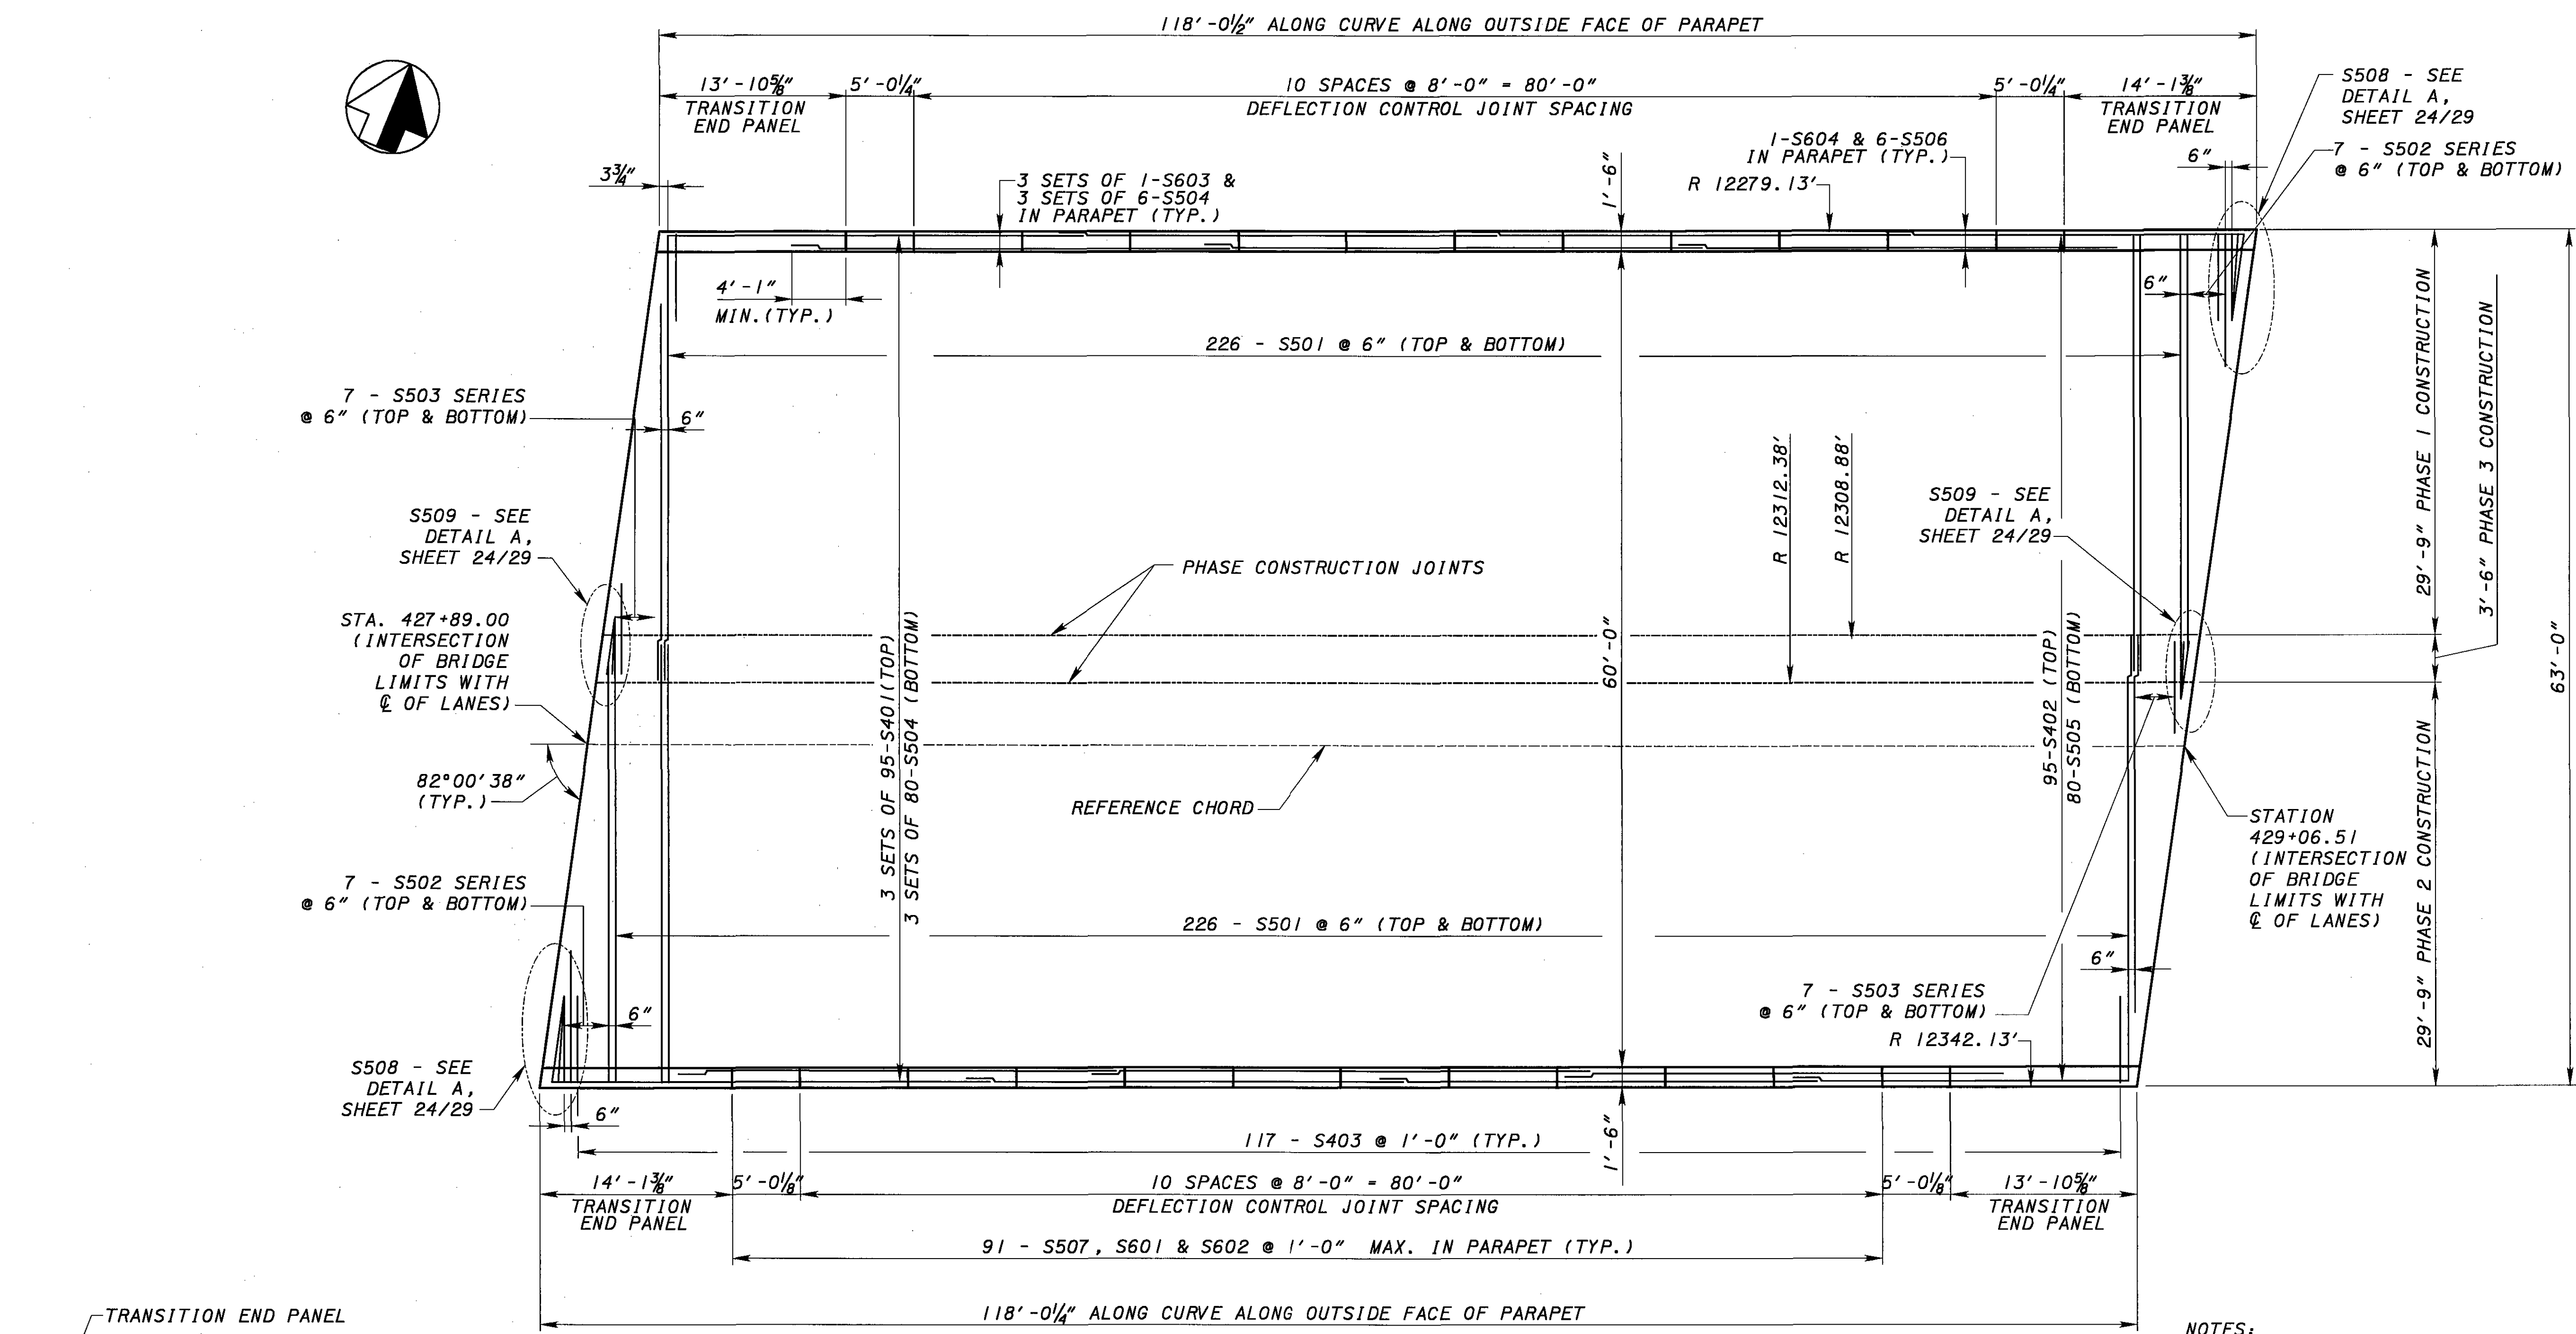 118'-0½" ALONG CURVE ALONG OUTSIDE FACE OF PARAPET
13'-10⅝"
TRANSITION
END PANEL
5'-0¼"
10 SPACES @ 8'-0" = 80'-0"
DEFLECTION CONTROL JOINT SPACING
5'-0¼"
14'-1⅜"
TRANSITION
END PANEL
S508 - SEE
DETAIL A,
SHEET 24/29
7 - S502 SERIES
@ 6" (TOP & BOTTOM)
6"
3¾"
3 SETS OF 1-S603 &
3 SETS OF 6-S504
IN PARAPET (TYP.)
1'-6"
1-S604 & 6-S506
IN PARAPET (TYP.)
R 12279.13'
4'-1"
MIN.(TYP.)
6"
226 - S501 @ 6" (TOP & BOTTOM)
7 - S503 SERIES
@ 6" (TOP & BOTTOM)
6"
29'-9" PHASE 1 CONSTRUCTION
3'-6" PHASE 3 CONSTRUCTION
63'-0"
R 12312.38'
R 12308.88'
S509 - SEE
DETAIL A,
SHEET 24/29
S509 - SEE
DETAIL A,
SHEET 24/29
PHASE CONSTRUCTION JOINTS
STA. 427+89.00
(INTERSECTION
OF BRIDGE
LIMITS WITH
℄ OF LANES)
3 SETS OF 95-S401(TOP)
3 SETS OF 80-S504 (BOTTOM)
60'-0"
95-S402 (TOP)
80-S505 (BOTTOM)
82°00'38"
(TYP.)
REFERENCE CHORD
STATION
429+06.51
(INTERSECTION
OF BRIDGE
LIMITS WITH
℄ OF LANES)
29'-9" PHASE 2 CONSTRUCTION
7 - S502 SERIES
@ 6" (TOP & BOTTOM)
226 - S501 @ 6" (TOP & BOTTOM)
6"
7 - S503 SERIES
@ 6" (TOP & BOTTOM)
6"
R 12342.13'
S508 - SEE
DETAIL A,
SHEET 24/29
6"
117 - S403 @ 1'-0" (TYP.)
1'-6"
14'-1⅜"
TRANSITION
END PANEL
5'-0⅛"
10 SPACES @ 8'-0" = 80'-0"
DEFLECTION CONTROL JOINT SPACING
5'-0⅛"
13'-10⅝"
TRANSITION
END PANEL
91 - S507, S601 & S602 @ 1'-0" MAX. IN PARAPET (TYP.)
118'-0¼" ALONG CURVE ALONG OUTSIDE FACE OF PARAPET
TRANSITION END PANEL
NOTES: